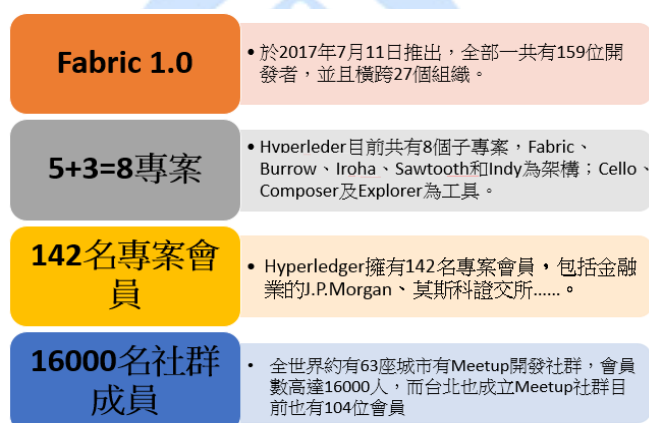 Fabric 1.0
• 於2017年7月11日推出，全部一共有159位開
發者，並且橫跨27個組織。
5+3=8專案
• Hyperleder目前共有8個子專案，Fabric、
Burrow、Iroha、Sawtooth和Indy為架構；Cello、
Composer及Explorer為工具。
142名專案會
員
• Hyperledger擁有142名專案會員，包括金融
業的J.P.Morgan、莫斯科證交所......。
16000名社群
成員
• 全世界約有63座城市有Meetup開發社群，會員
數高達16000人，而台北也成立Meetup社群目
前也有104位會員